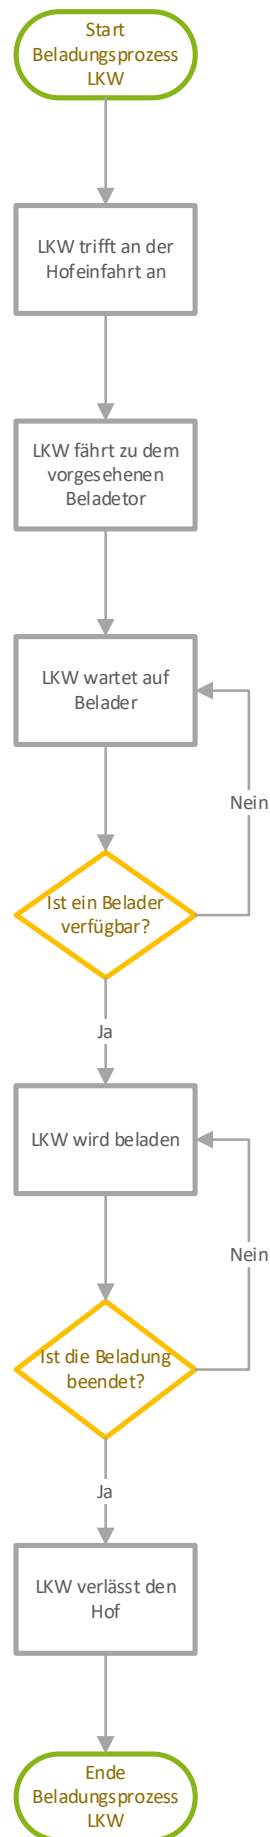 Start
Beladungsprozess
LKW
LKW trifft an der
Hofeinfahrt an
LKW fährt zu dem
vorgesehenen
Beladetor
LKW wartet auf
Belader
Nein
Ist ein Belader
verfügbar?
Ja
LKW wird beladen
Nein
Ist die Beladung
beendet?
Ja
LKW verlässt den
Hof
Ende
Beladungsprozess
LKW